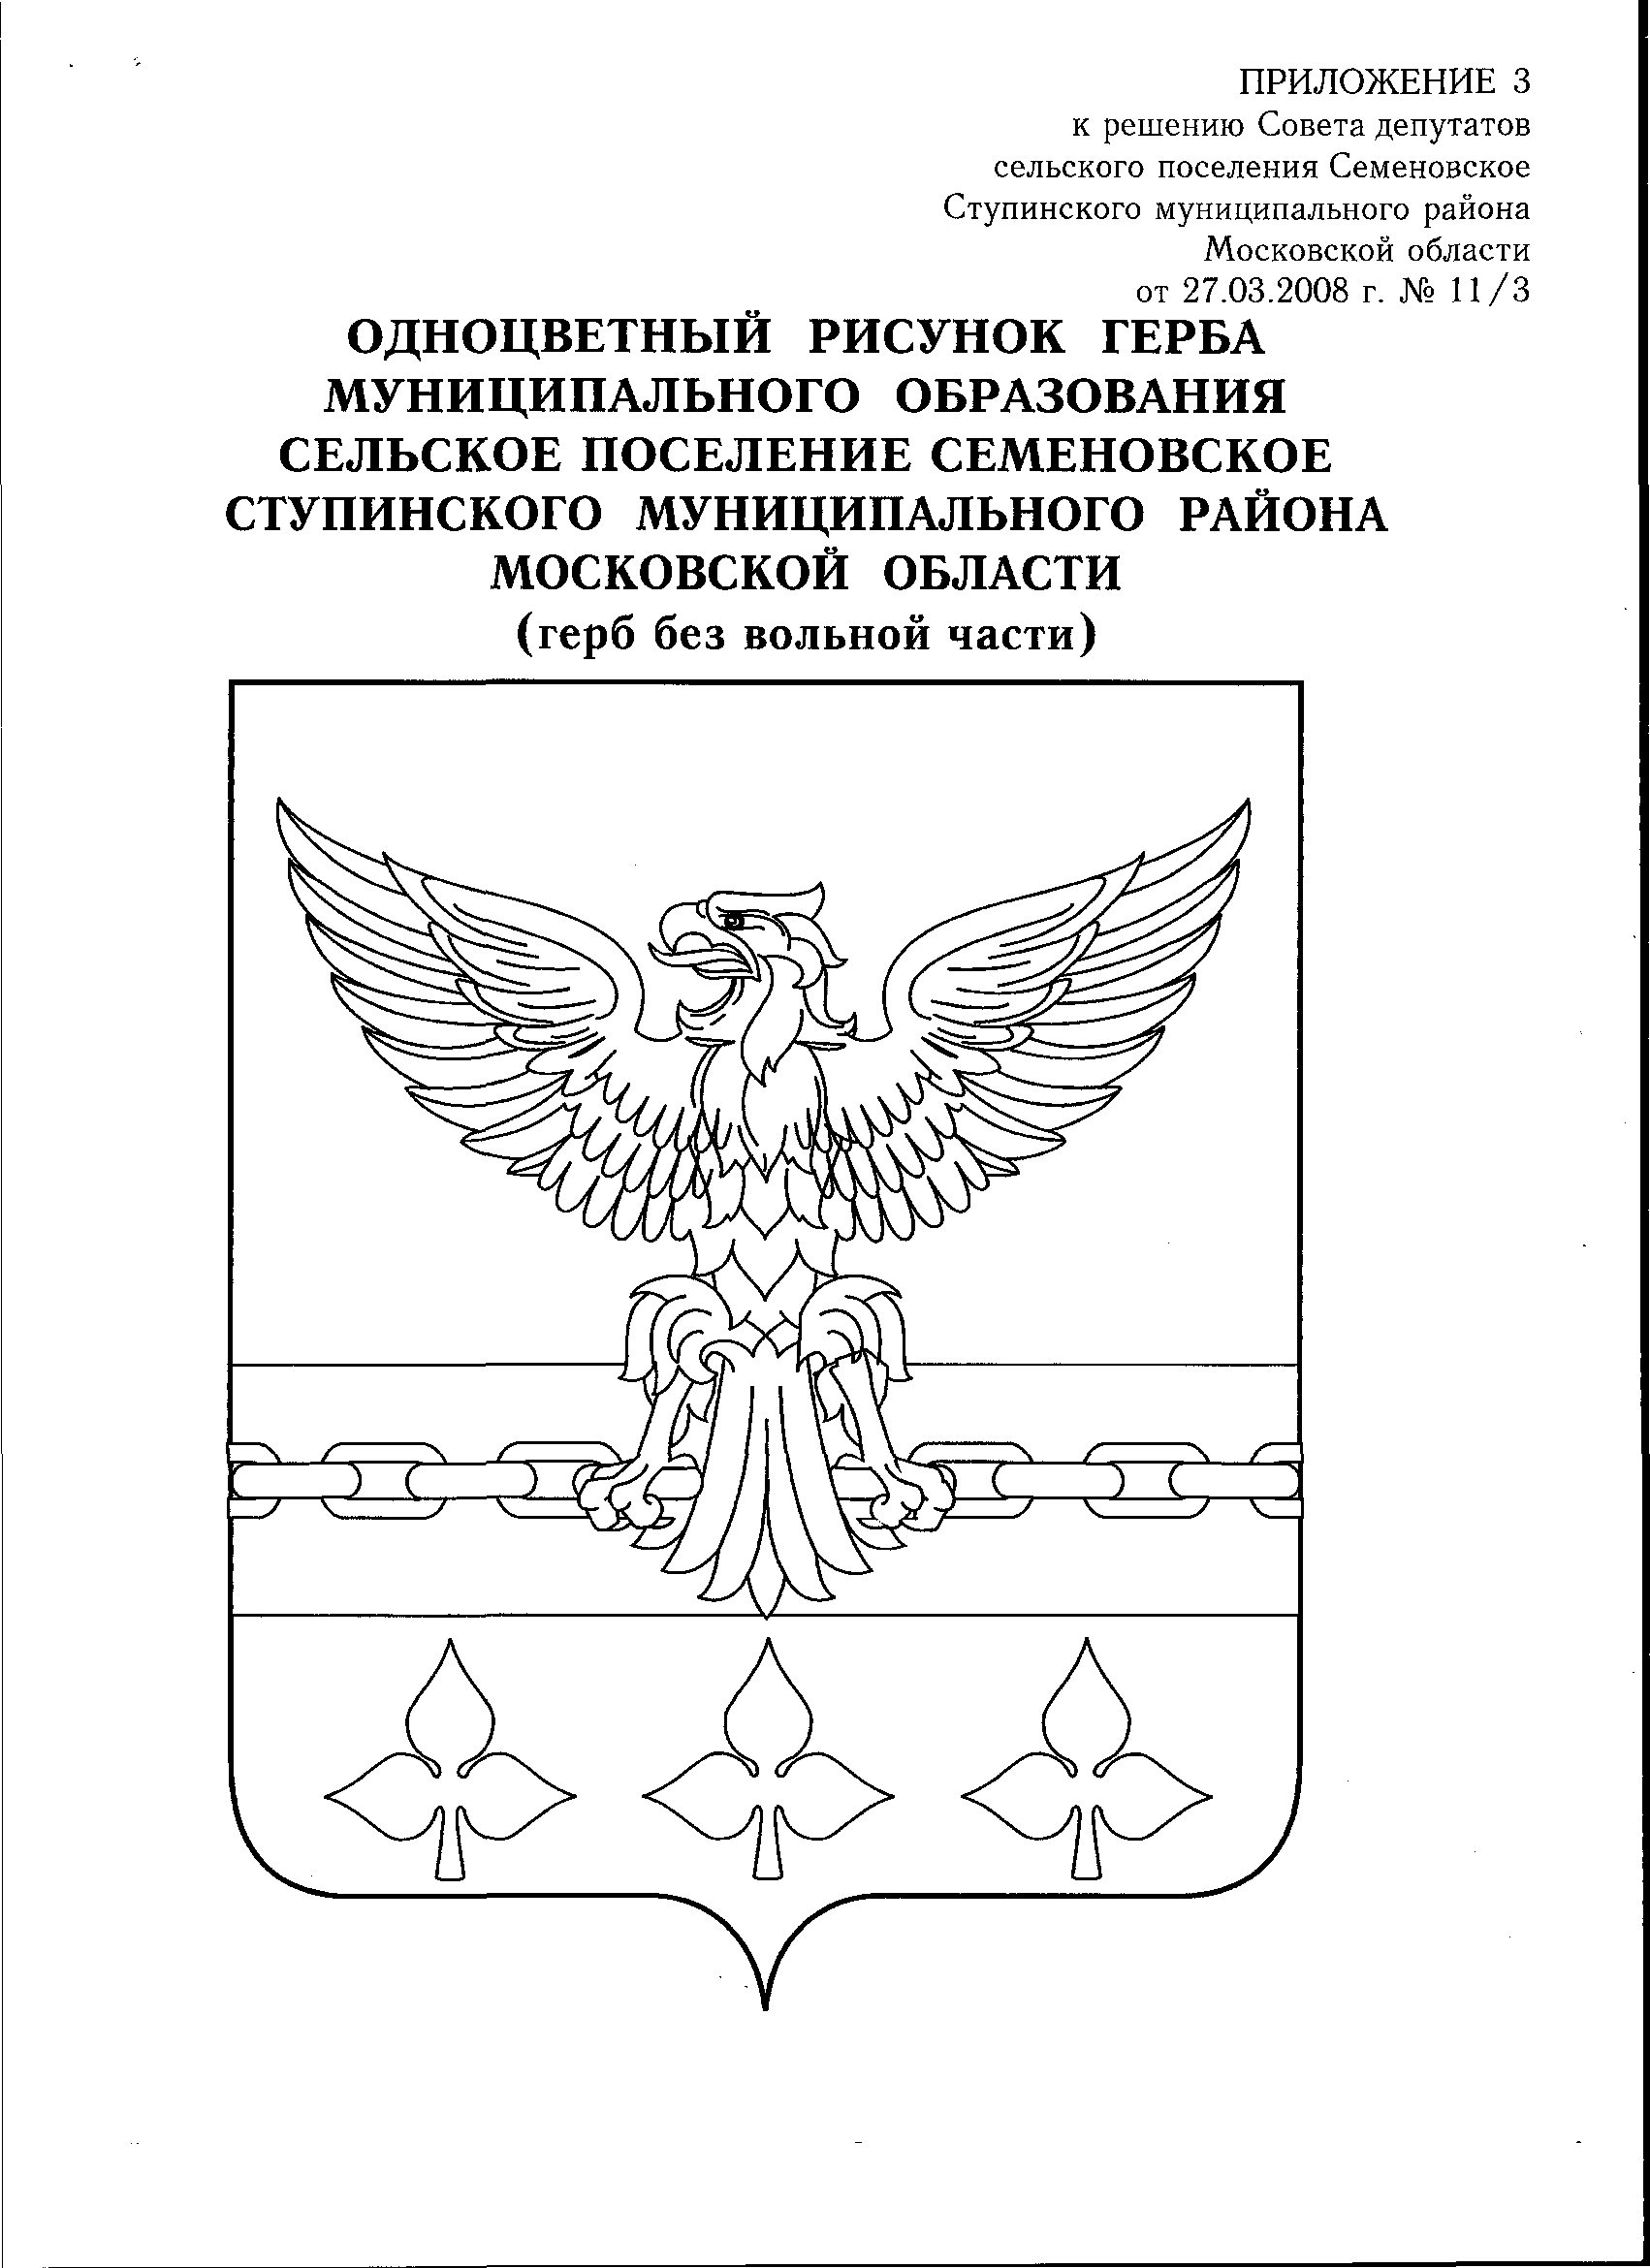 ПРИЛОЖЕНИЕ 3
к решению Совета депутатов
сельского поселения Семеновское
Ступинского муниципального района
Московской области
от 27.03.2008 г. № 11/3
ОДНОЦВЕТНЫЙ РИСУНОК ГЕРБА
МУНИЦИПАЛЬНОГО ОБРАЗОВАНИЯ
СЕЛЬСКОЕ ПОСЕЛЕНИЕ СЕМЕНОВСКОЕ
СТУПИНСКОГО МУНИЦИПАЛЬНОГО РАЙОНА
МОСКОВСКОЙ ОБЛАСТИ
(герб без вольной части)